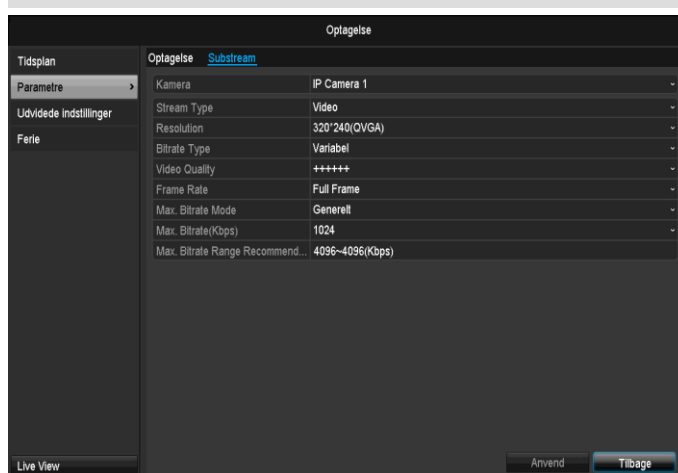 Optagelse
Tidsplan
Parametre >
Udvidede indstillinger
Ferie
Optagelse Substream
Kamera IP Camera 1
Stream Type Video
Resolution 320*240(QVGA)
Bitrate Type Variabel
Video Quality ++++++
Frame Rate Full Frame
Max. Bitrate Mode Generelt
Max. Bitrate(Kbps) 1024
Max. Bitrate Range Recommend... 4096~4096(Kbps)
Live View
Anvend Tilbage